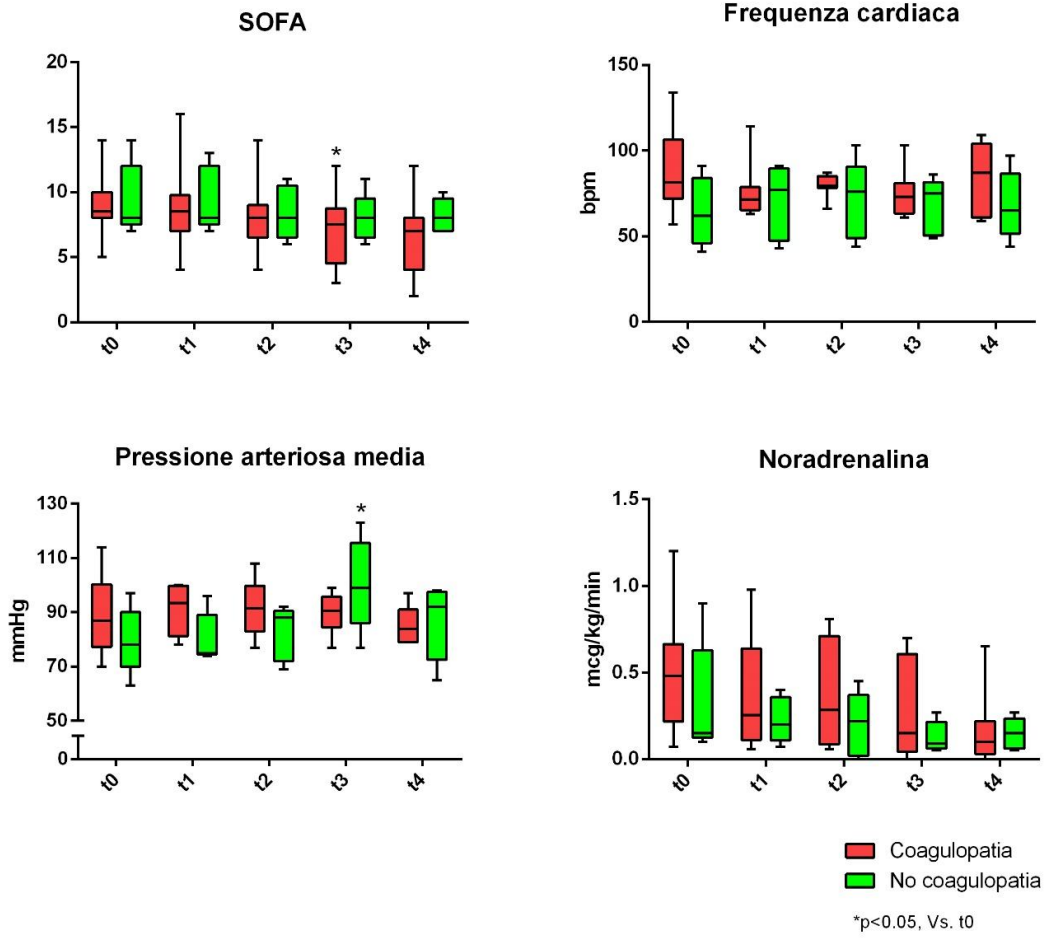 SOFA
20
15
10
5
0
*
t0
t1
t2
t3
t4
Frequenza cardiaca
bpm
150
100
50
0
t0
t1
t2
t3
t4
Pressione arteriosa media
mmHg
130
110
90
70
50
0
*
t0
t1
t2
t3
t4
Noradrenalina
mcg/kg/min
1.5
1.0
0.5
0.0
t0
t1
t2
t3
t4
Coagulopatia
No coagulopatia
*p<0.05, Vs. t0